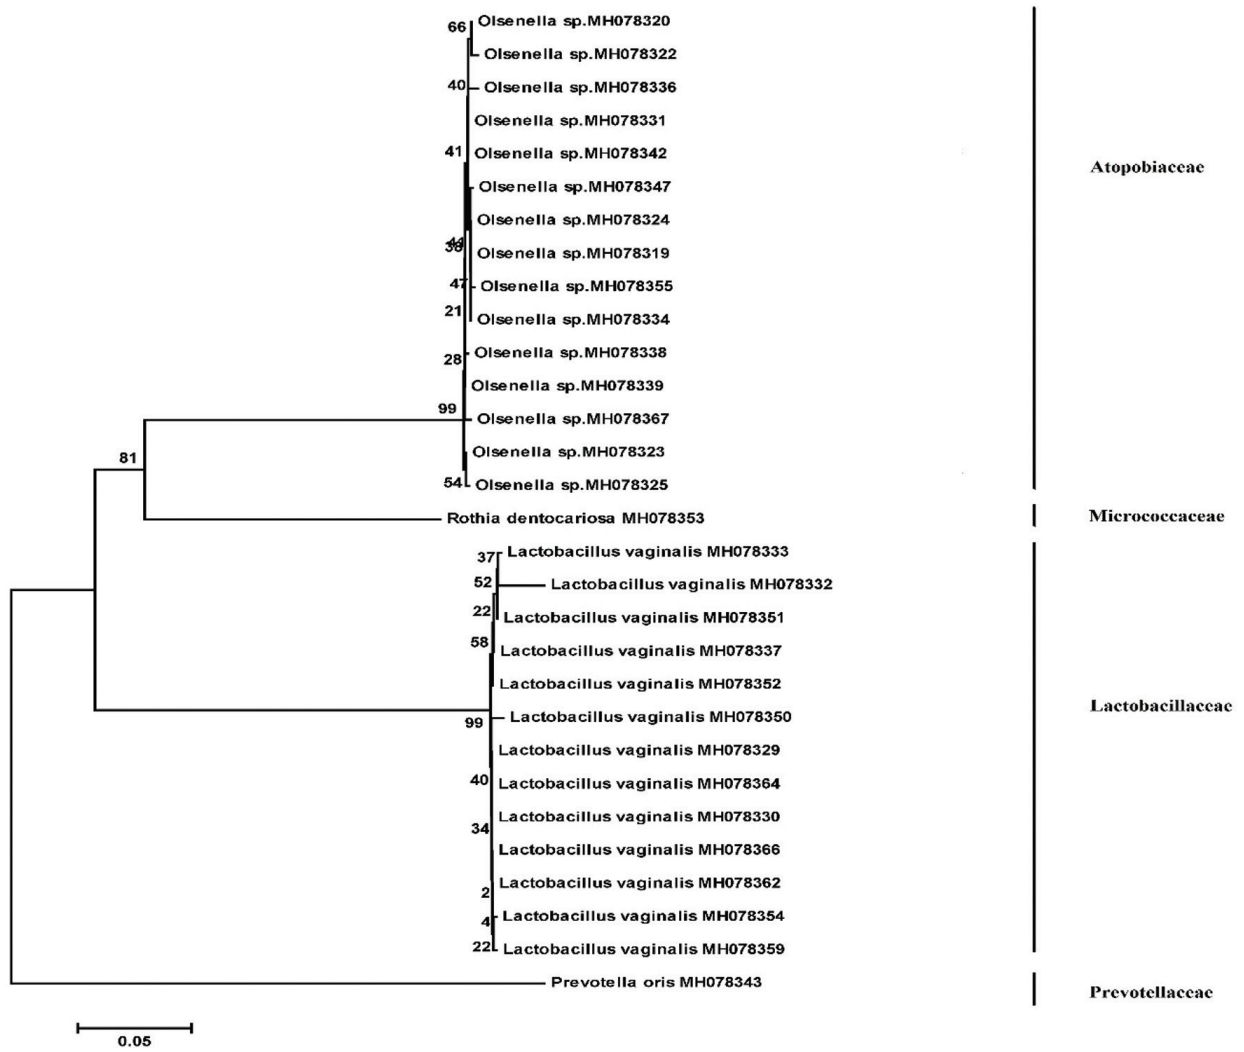 66 Olsenella sp.MH078320
Olsenella sp.MH078322
40 Olsenella sp.MH078336
Olsenella sp.MH078331
41 Olsenella sp.MH078342
Atopobiaceae
Olsenella sp.MH078347
Olsenella sp.MH078324
44
38
Olsenella sp.MH078319
47 Olsenella sp.MH078355
21
Olsenella sp.MH078334
Olsenella sp.MH078338
28
Olsenella sp.MH078339
99
Olsenella sp.MH078367
81
Olsenella sp.MH078323
54 Olsenella sp.MH078325
Rothia dentocariosa MH078353
Micrococcaceae
37 Lactobacillus vaginalis MH078333
52 Lactobacillus vaginalis MH078332
22 Lactobacillus vaginalis MH078351
58 Lactobacillus vaginalis MH078337
Lactobacillus vaginalis MH078352
Lactobacillaceae
99 Lactobacillus vaginalis MH078350
Lactobacillus vaginalis MH078329
40 Lactobacillus vaginalis MH078364
Lactobacillus vaginalis MH078330
34
Lactobacillus vaginalis MH078366
Lactobacillus vaginalis MH078362
2
4 Lactobacillus vaginalis MH078354
22 Lactobacillus vaginalis MH078359
Prevotella oris MH078343
Prevotellaceae
0.05